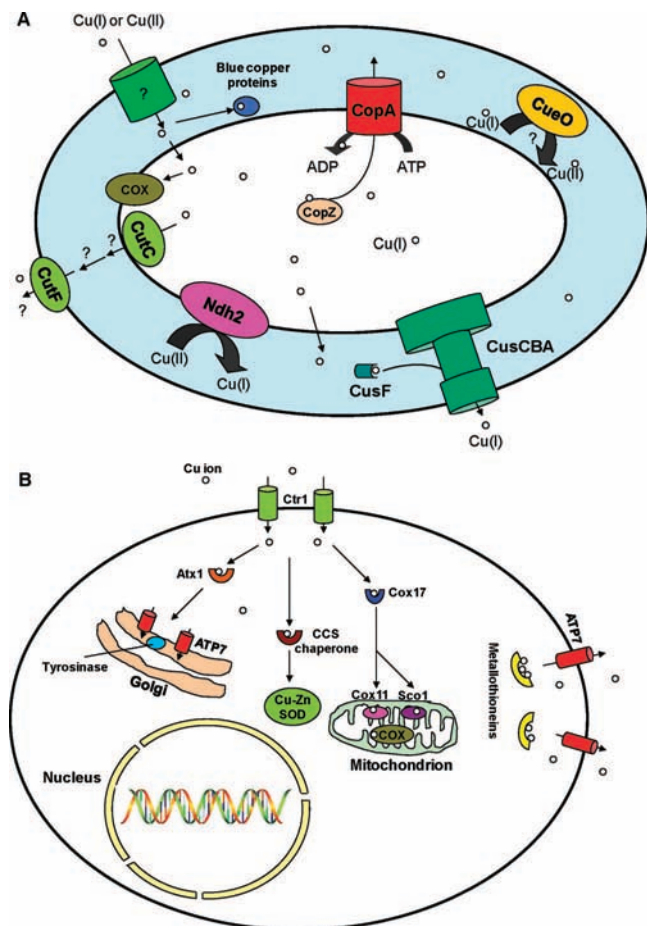 A
Cu(I) or Cu(II)
?
Blue copper
proteins
CopA
CueO
Cu(I)
?
Cu(II)
ADP
ATP
COX
CopZ
Cu(I)
CutC
?
?
CutF
?
Ndh2
Cu(II)
Cu(I)
CusCBA
CusF
Cu(I)
B
Cu ion
Ctr1
Atx1
Cox17
ATP7
CCS
chaperone
Metallothioneins
ATP7
Tyrosinase
Golgi
Cu-Zn
SOD
Cox11
Sco1
COX
Mitochondrion
Nucleus